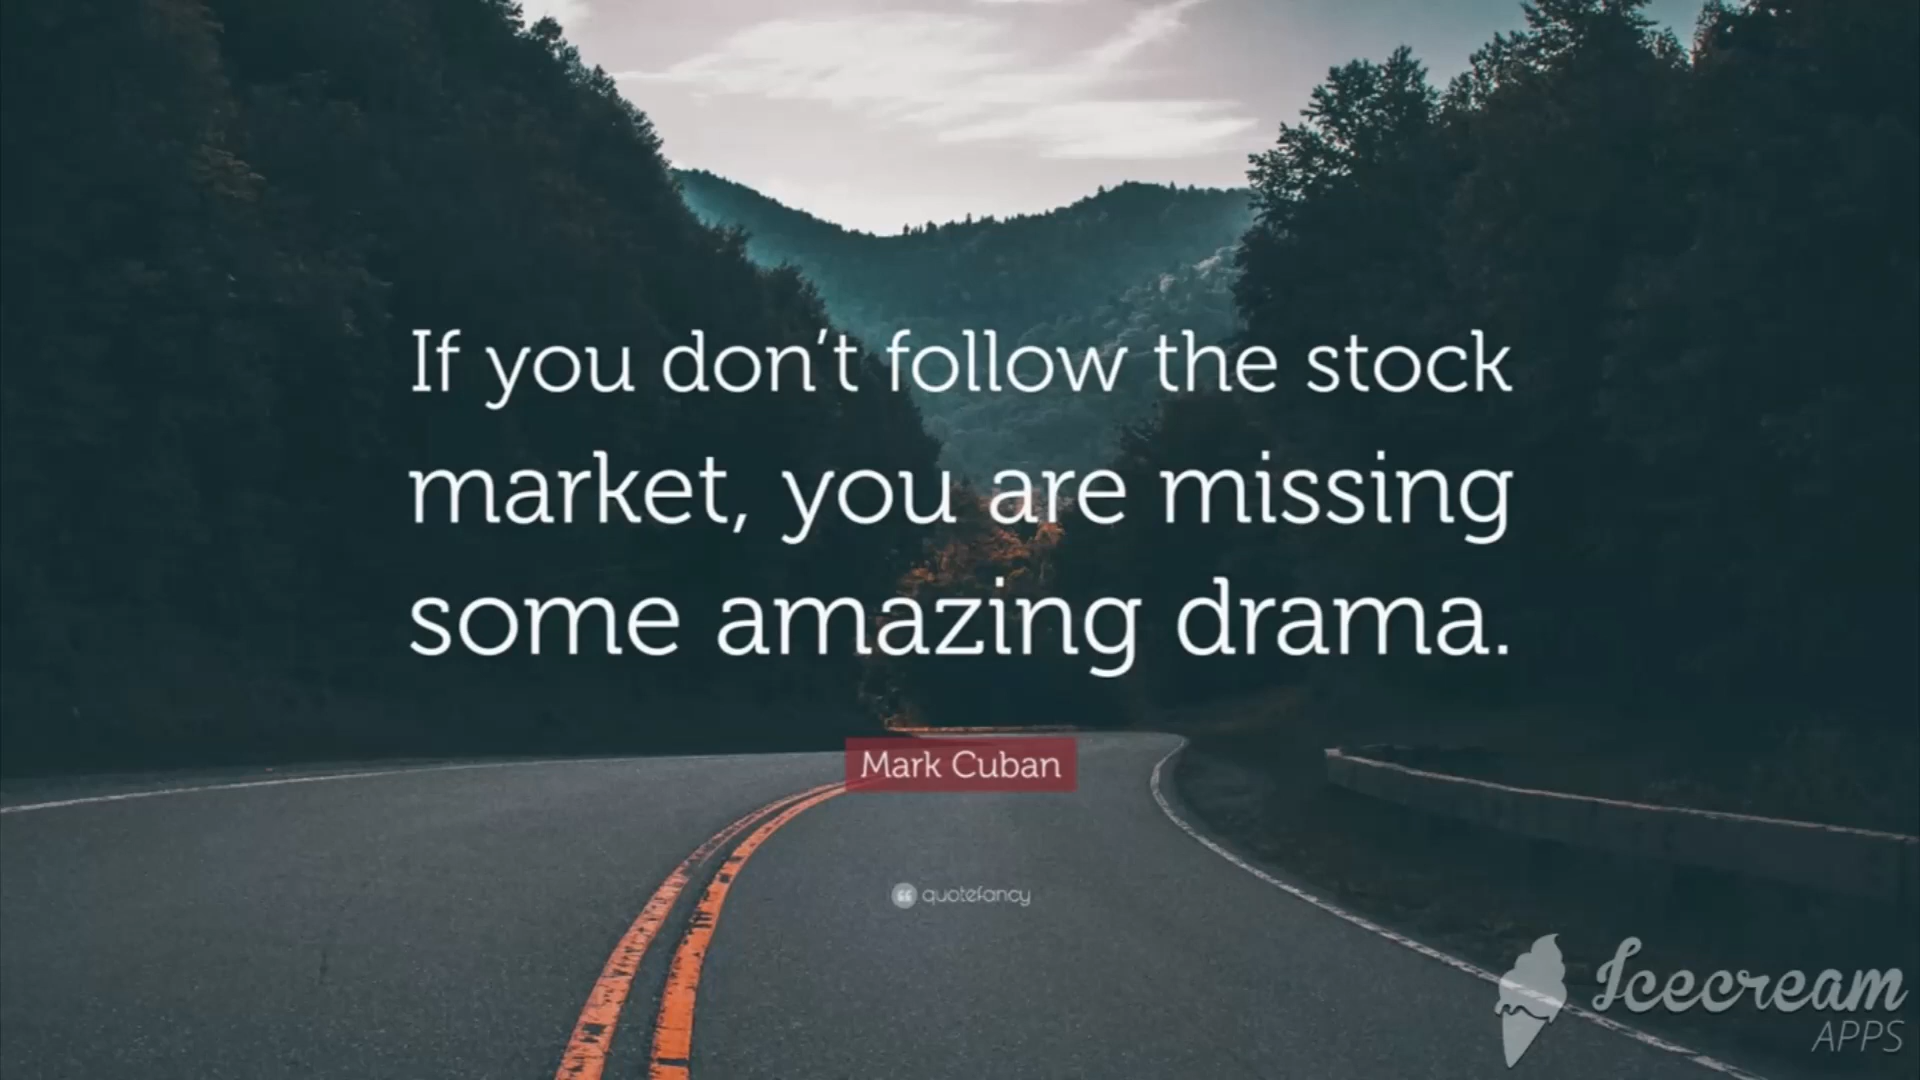 If you don’t follow the stock
market, you are missing
some amazing drama.
Mark Cuban
quotefancy
Icecream
APPS